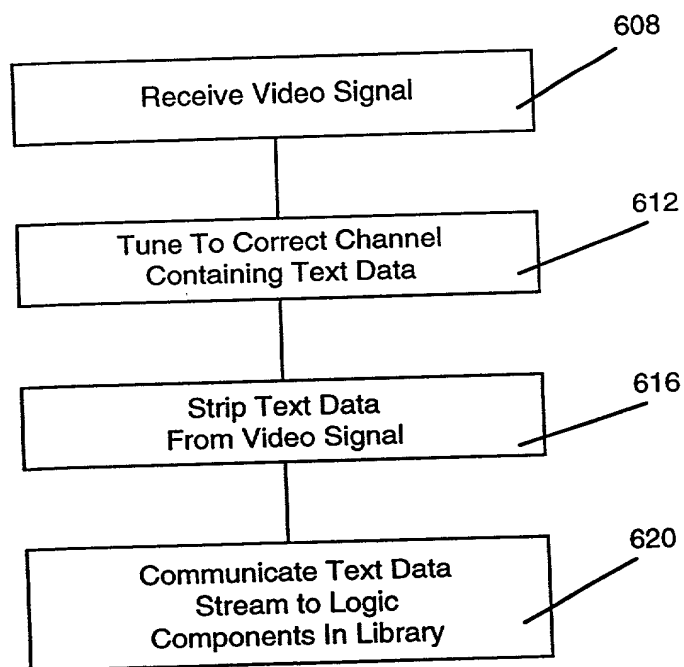 608
Receive Video Signal
612
Tune To Correct Channel
Containing Text Data
616
Strip Text Data
From Video Signal
620
Communicate Text Data
Stream to Logic
Components In Library